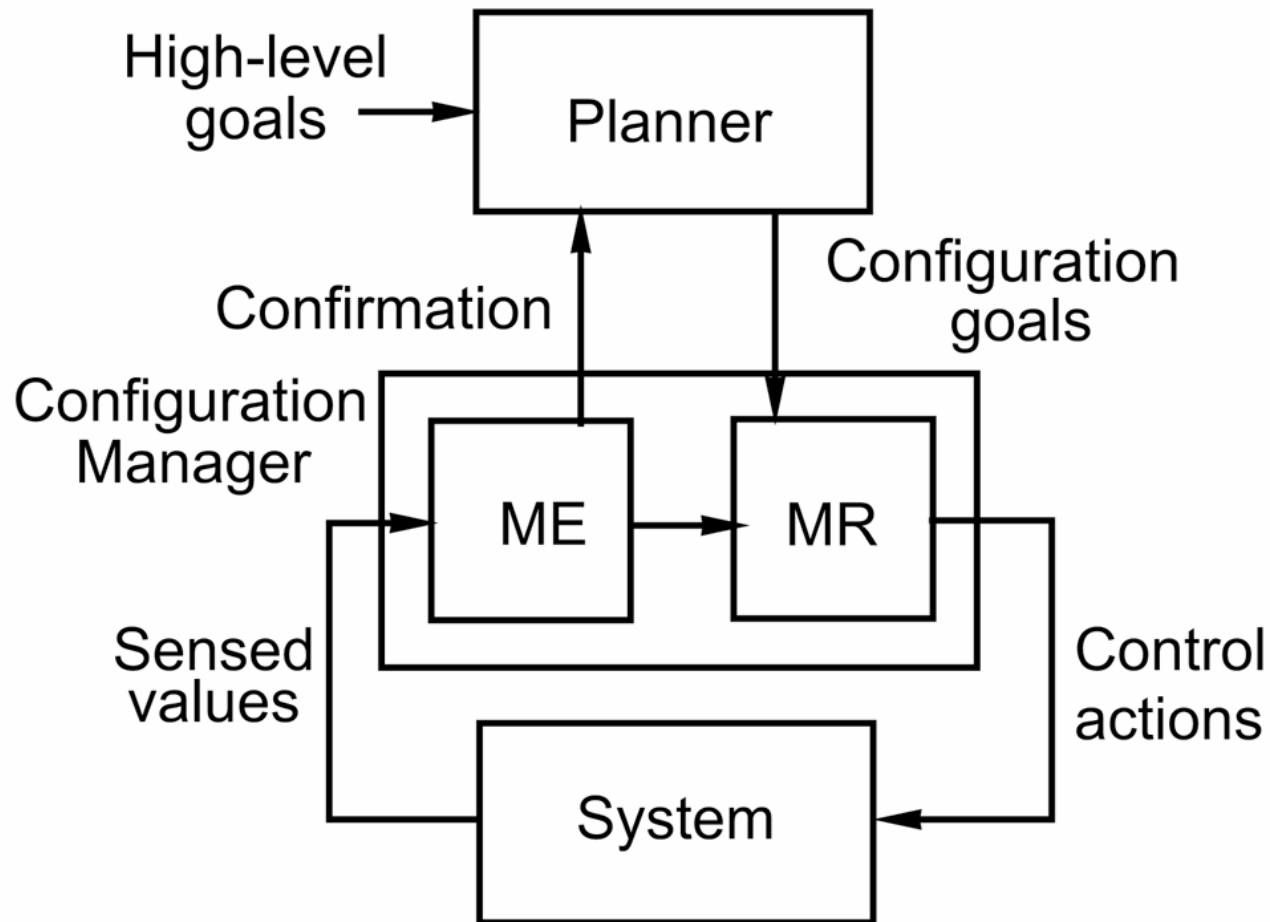 High-level
goals
Planner
Confirmation
Configuration
goals
Configuration
Manager
ME
MR
Sensed
values
Control
actions
System